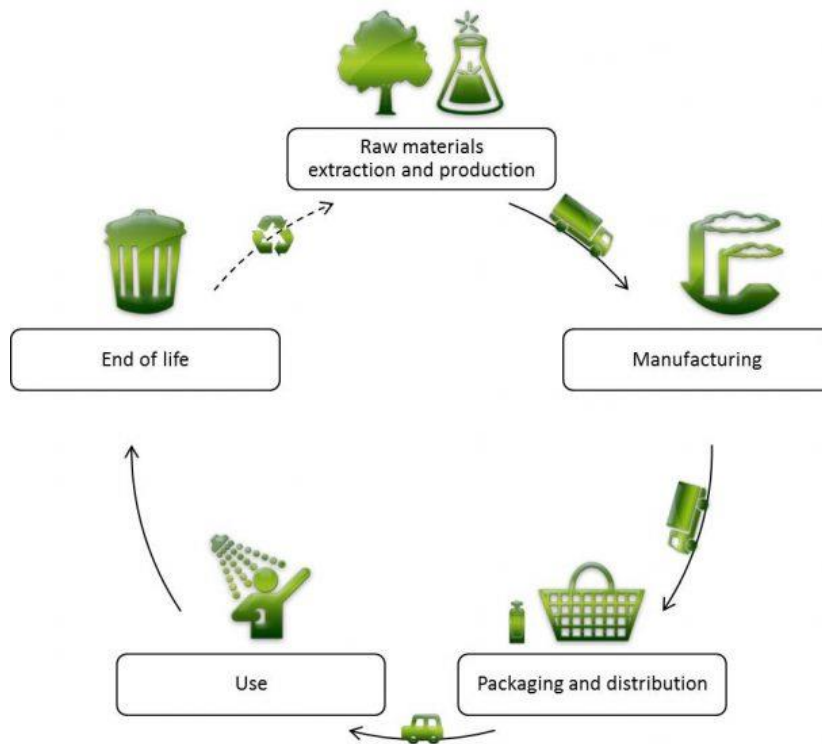 Raw materials
extraction and production
Manufacturing
Packaging and distribution
Use
End of life